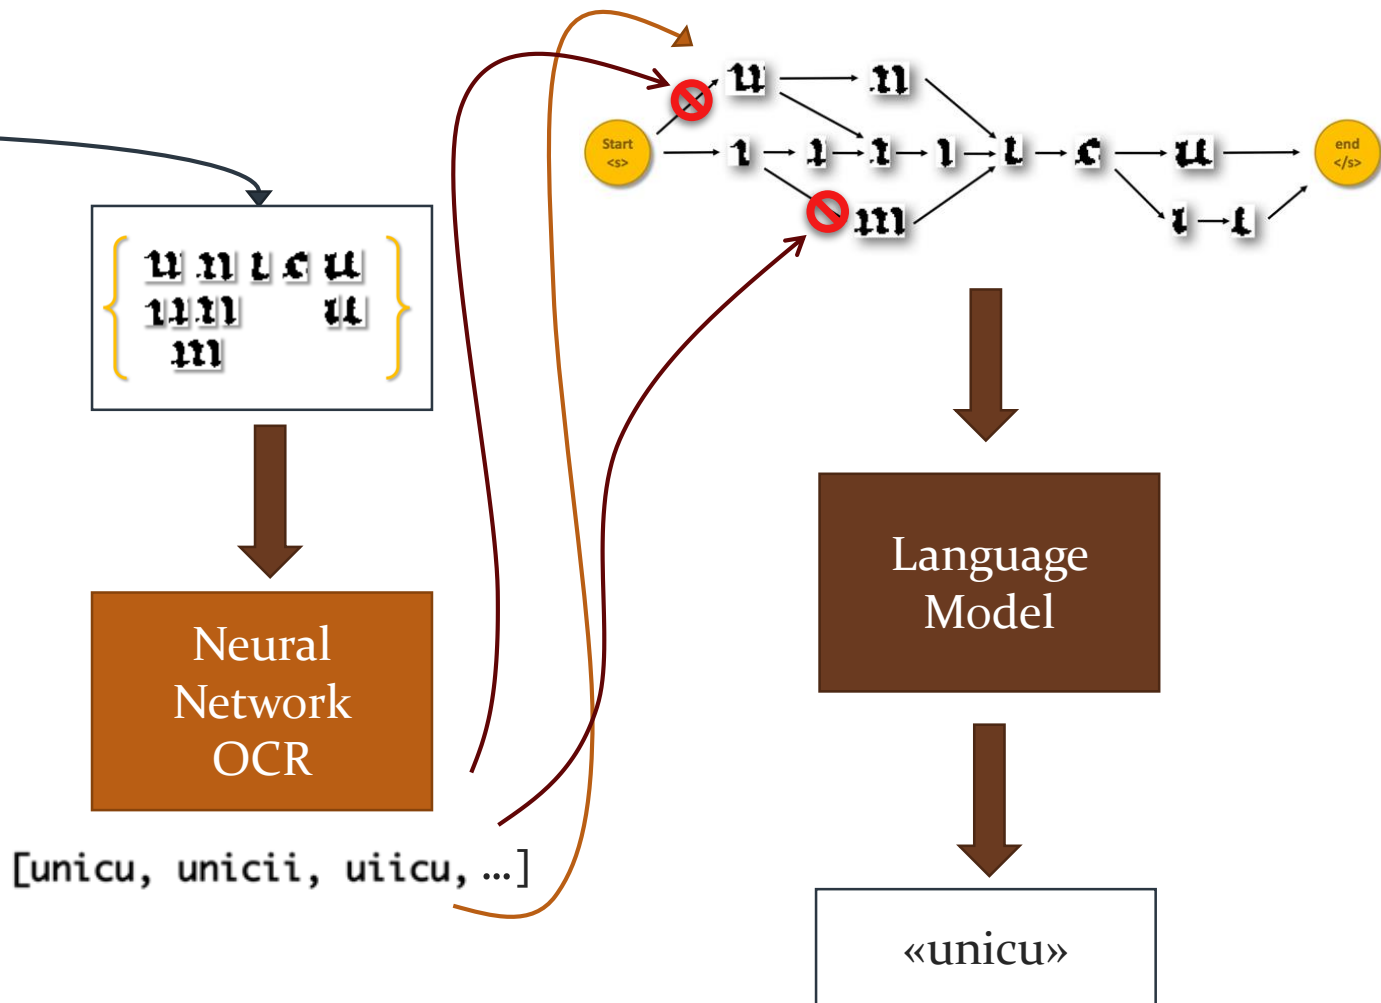 Start
<s>
end
</s>
u n i c u
Neural
Network
OCR
[unicu, unicii, uiicu, ...]
Language
Model
«unicu»